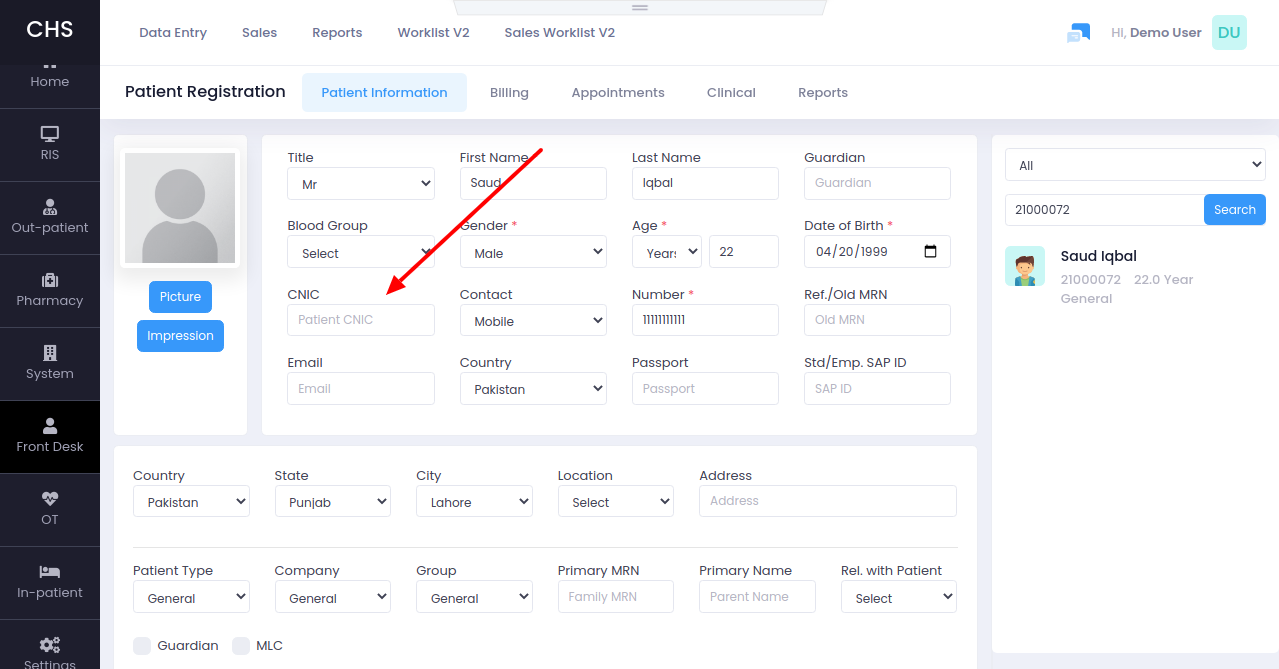 CHS
Data Entry Sales Reports Worklist V2 Sales Worklist V2
Hi, Demo User DU
Home
RIS
Out-patient
Pharmacy
System
Front Desk
OT
In-patient
Settings
Patient Registration Patient Information Billing Appointments Clinical Reports
Picture
Impression
Title First Name Last Name Guardian
Mr Saud Iqbal Guardian
Blood Group Gender * Age * Date of Birth *
Select Male Years 22 04/20/1999
CNIC Contact Number * Ref./Old MRN
Patient CNIC Mobile 11111111111 Old MRN
Email Country Passport Std/Emp. SAP ID
Email Pakistan Passport SAP ID
Country State City Location Address
Pakistan Punjab Lahore Select Address
Patient Type Company Group Primary MRN Primary Name Rel. with Patient
General General General Family MRN Parent Name Select
Guardian MLC
All
21000072 Search
Saud Iqbal
21000072 22.0 Year
General